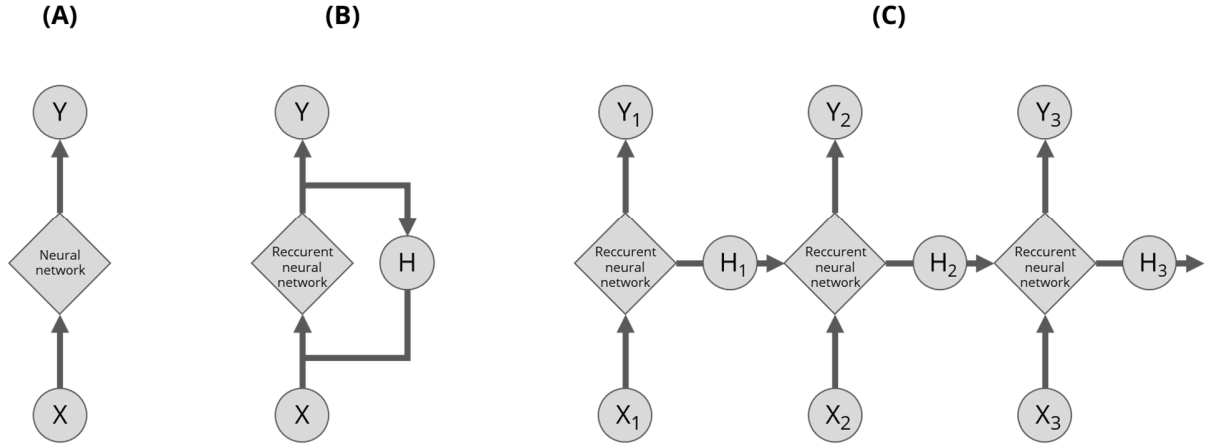 (A)
(B)
(C)
Y
Y
Y1
Y2
Y3
Neural
network
Reccurent
neural
network
H
Reccurent
neural
network
H1
Reccurent
neural
network
H2
Reccurent
neural
network
H3
X
X
X1
X2
X3